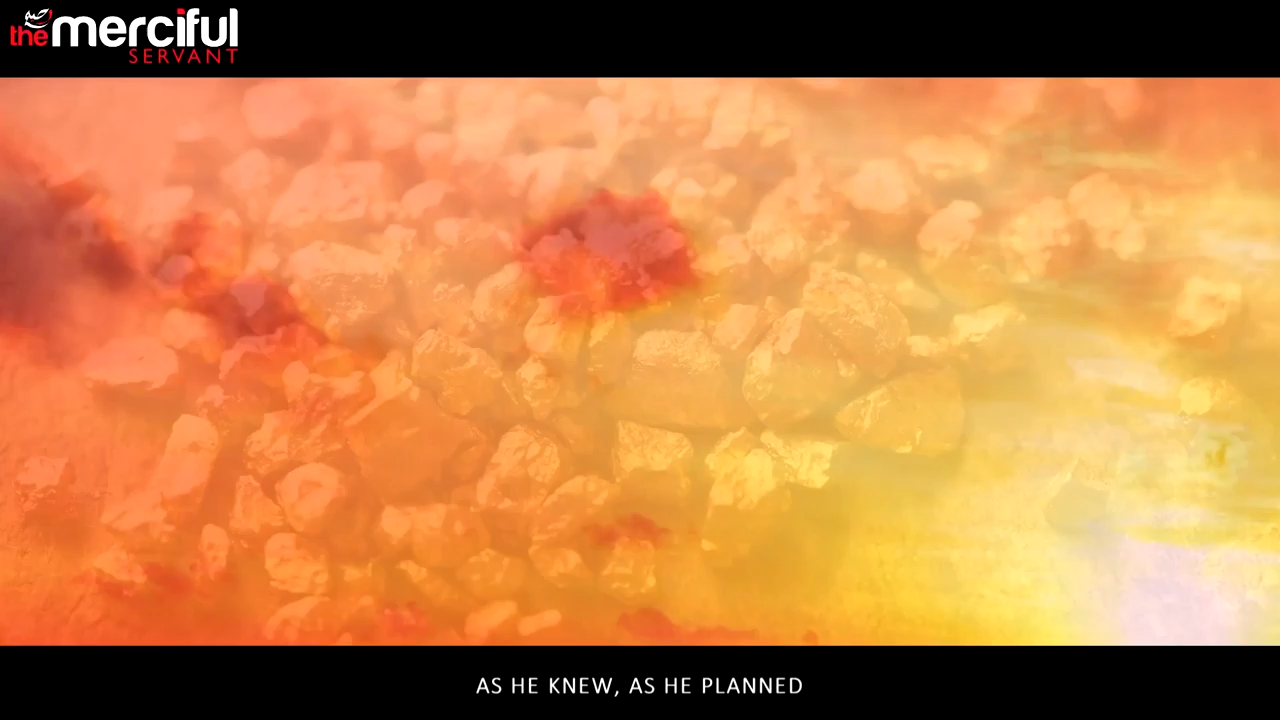 the merciful
SERVANT
AS HE KNEW, AS HE PLANNED